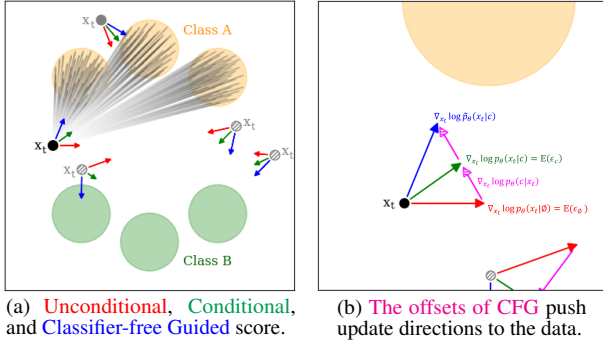 (a)
Class A
x_t
x_t
x_t
x_t
x_t
Class B
(a) Unconditional, Conditional,
and Classifier-free Guided score.
(b)
∇_{x_t} log p̃_θ(x_t|c)
∇_{x_t} log p_θ(x_t|c) = 𝔼(ϵ_c)
∇_{x_t} log p_θ(c|x_t)
x_t
∇_{x_t} log p_θ(x_t|∅) = 𝔼(ϵ_∅)
x_t
(b) The offsets of CFG push
update directions to the data.